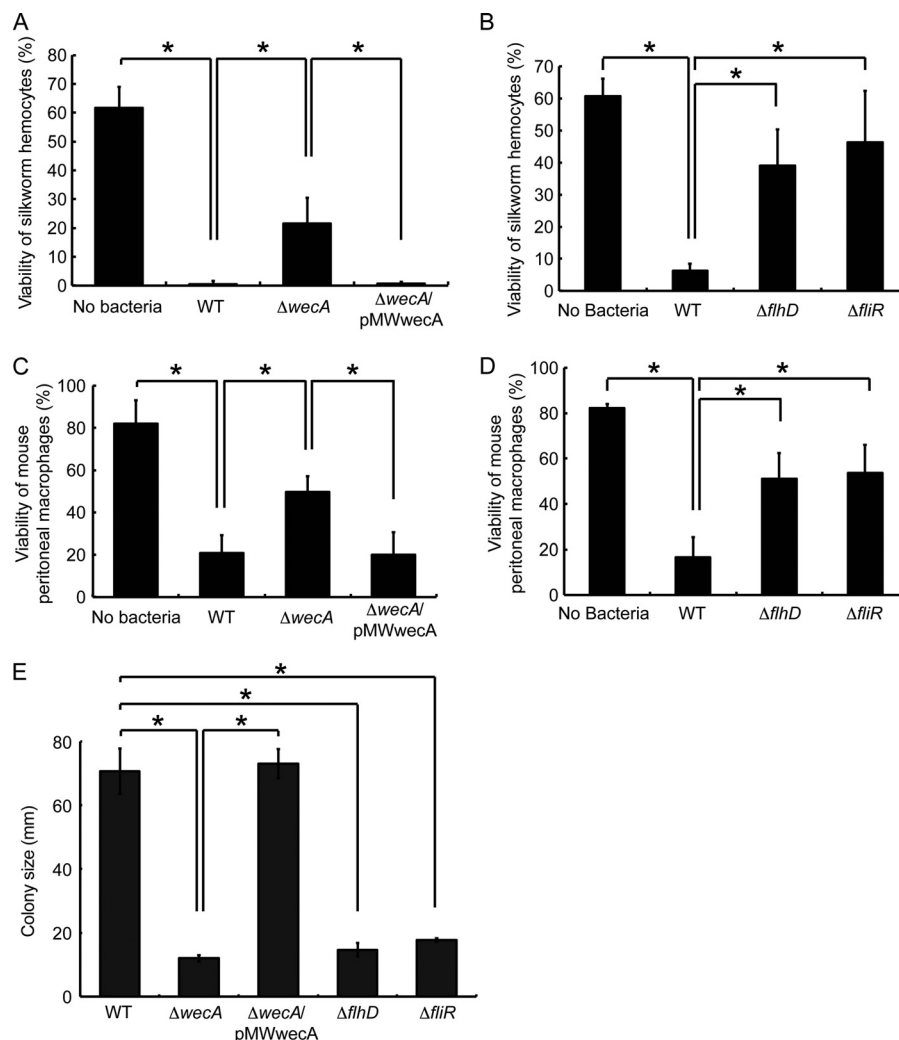 A
* * *
Viability of silkworm hemocytes (%)
80
70
60
50
40
30
20
10
0
No bacteria WT ΔwecA ΔwecA/
pMWwecA
B
* *
*
Viability of silkworm hemocytes (%)
70
60
50
40
30
20
10
0
No Bacteria WT ΔflhD ΔfliR
C
* * *
Viability of mouse
peritoneal macrophages (%)
100
80
60
40
20
0
No bacteria WT ΔwecA ΔwecA/
pMWwecA
D
* *
*
Viability of mouse
peritoneal macrophages (%)
100
80
60
40
20
0
No Bacteria WT ΔflhD ΔfliR
E
*
*
* *
Colony size (mm)
80
60
40
20
0
WT ΔwecA ΔwecA/ ΔflhD ΔfliR
pMWwecA